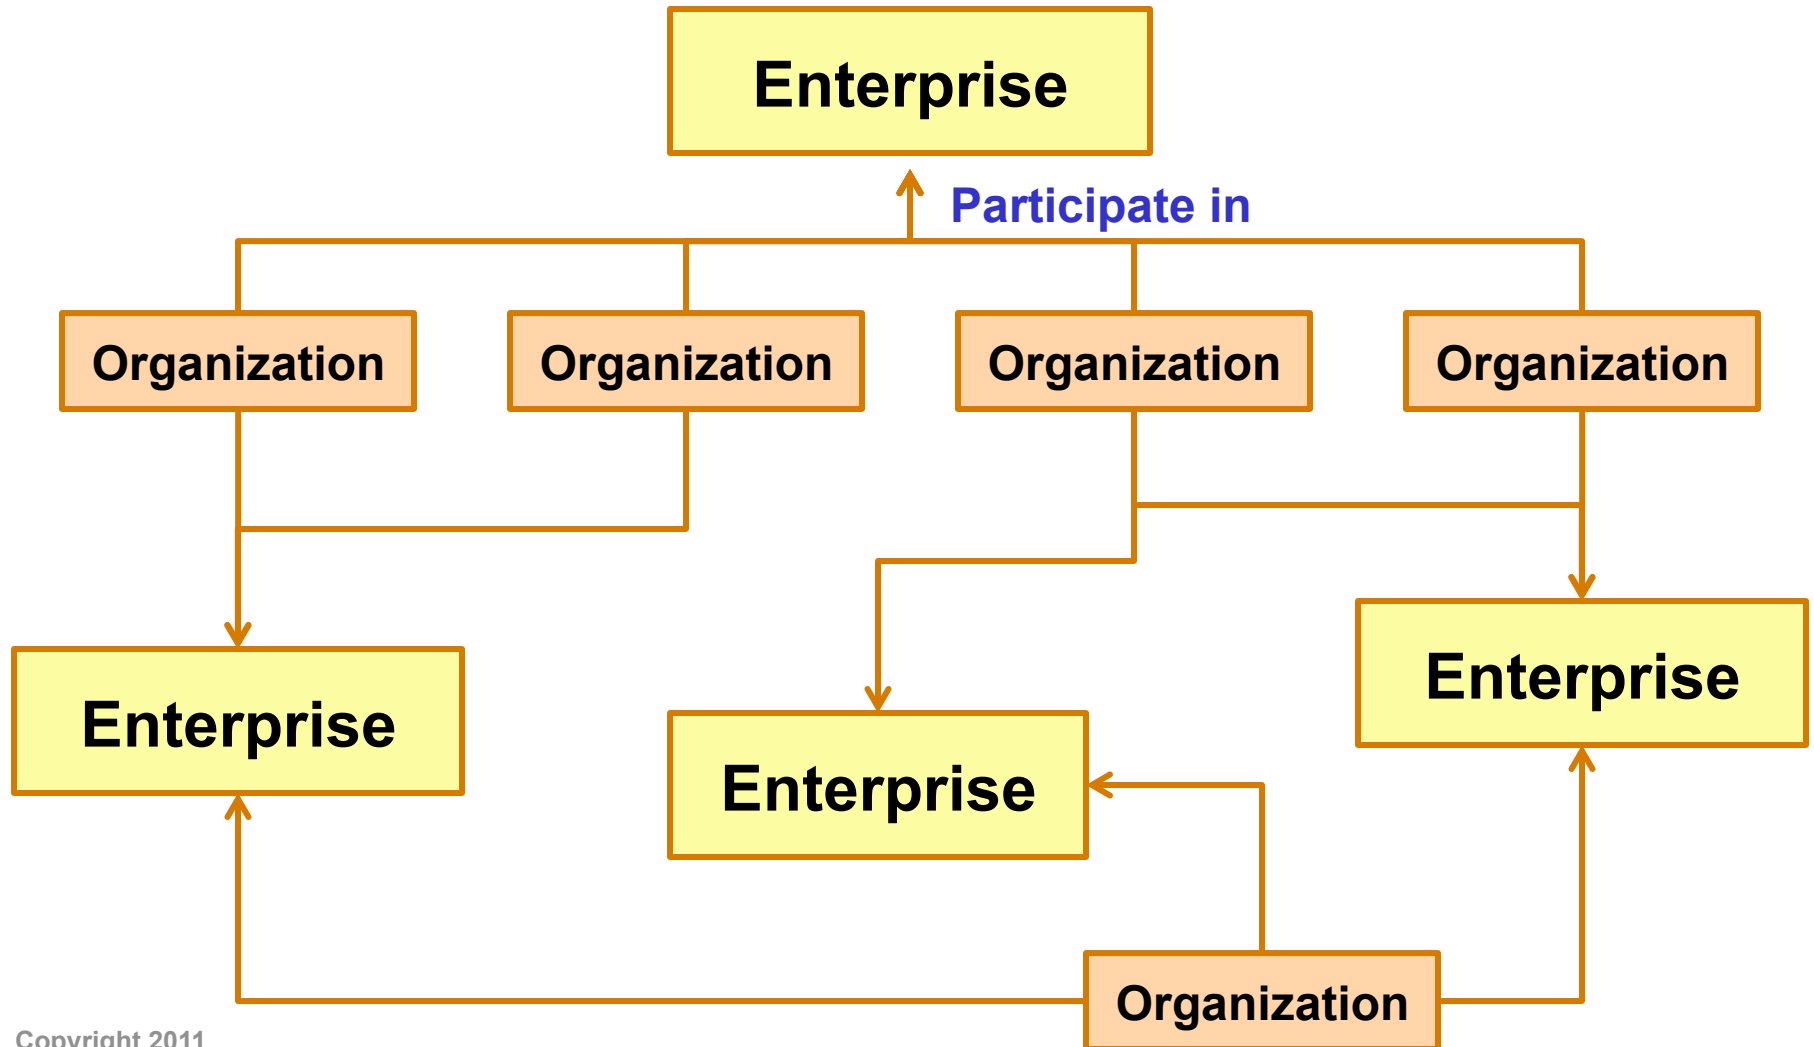 Enterprise
Participate in
Organization
Organization
Organization
Organization
Enterprise
Enterprise
Enterprise
Organization
Copyright 2011